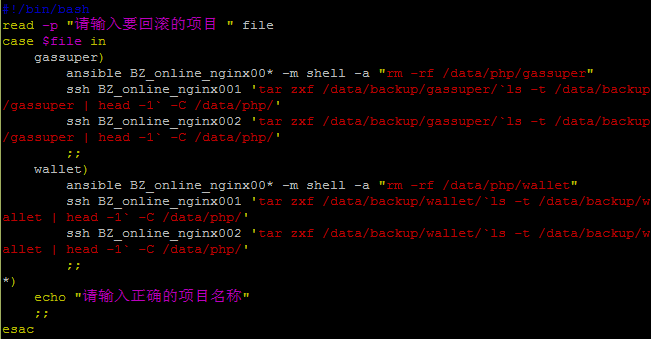 #!/bin/bash
read -p "请输入要回滚的项目 " file
case $file in
    gassuper)
        ansible BZ_online_nginx00* -m shell -a "rm -rf /data/php/gassuper"
        ssh BZ_online_nginx001 'tar zxf /data/backup/gassuper/`ls -t /data/backup
/gassuper | head -1` -C /data/php/'
        ssh BZ_online_nginx002 'tar zxf /data/backup/gassuper/`ls -t /data/backup
/gassuper | head -1` -C /data/php/'
        ;;
    wallet)
        ansible BZ_online_nginx00* -m shell -a "rm -rf /data/php/wallet"
        ssh BZ_online_nginx001 'tar zxf /data/backup/wallet/`ls -t /data/backup/w
allet | head -1` -C /data/php/'
        ssh BZ_online_nginx002 'tar zxf /data/backup/wallet/`ls -t /data/backup/w
allet | head -1` -C /data/php/'
        ;;
*)
    echo "请输入正确的项目名称"
    ;;
esac